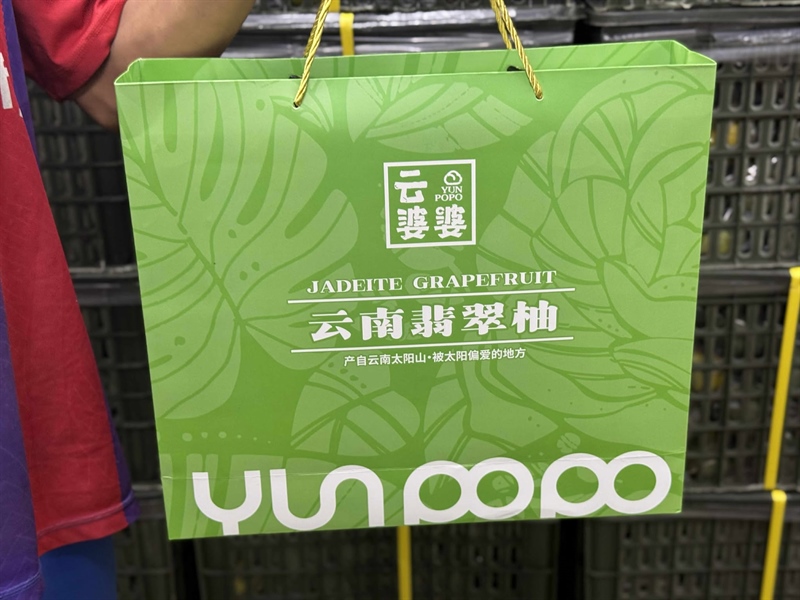 云
YUN
POPO
婆婆
JADEITE GRAPEFRUIT
云南翡翠柚
产自云南太阳山·被太阳偏爱的地方
YUN POPO